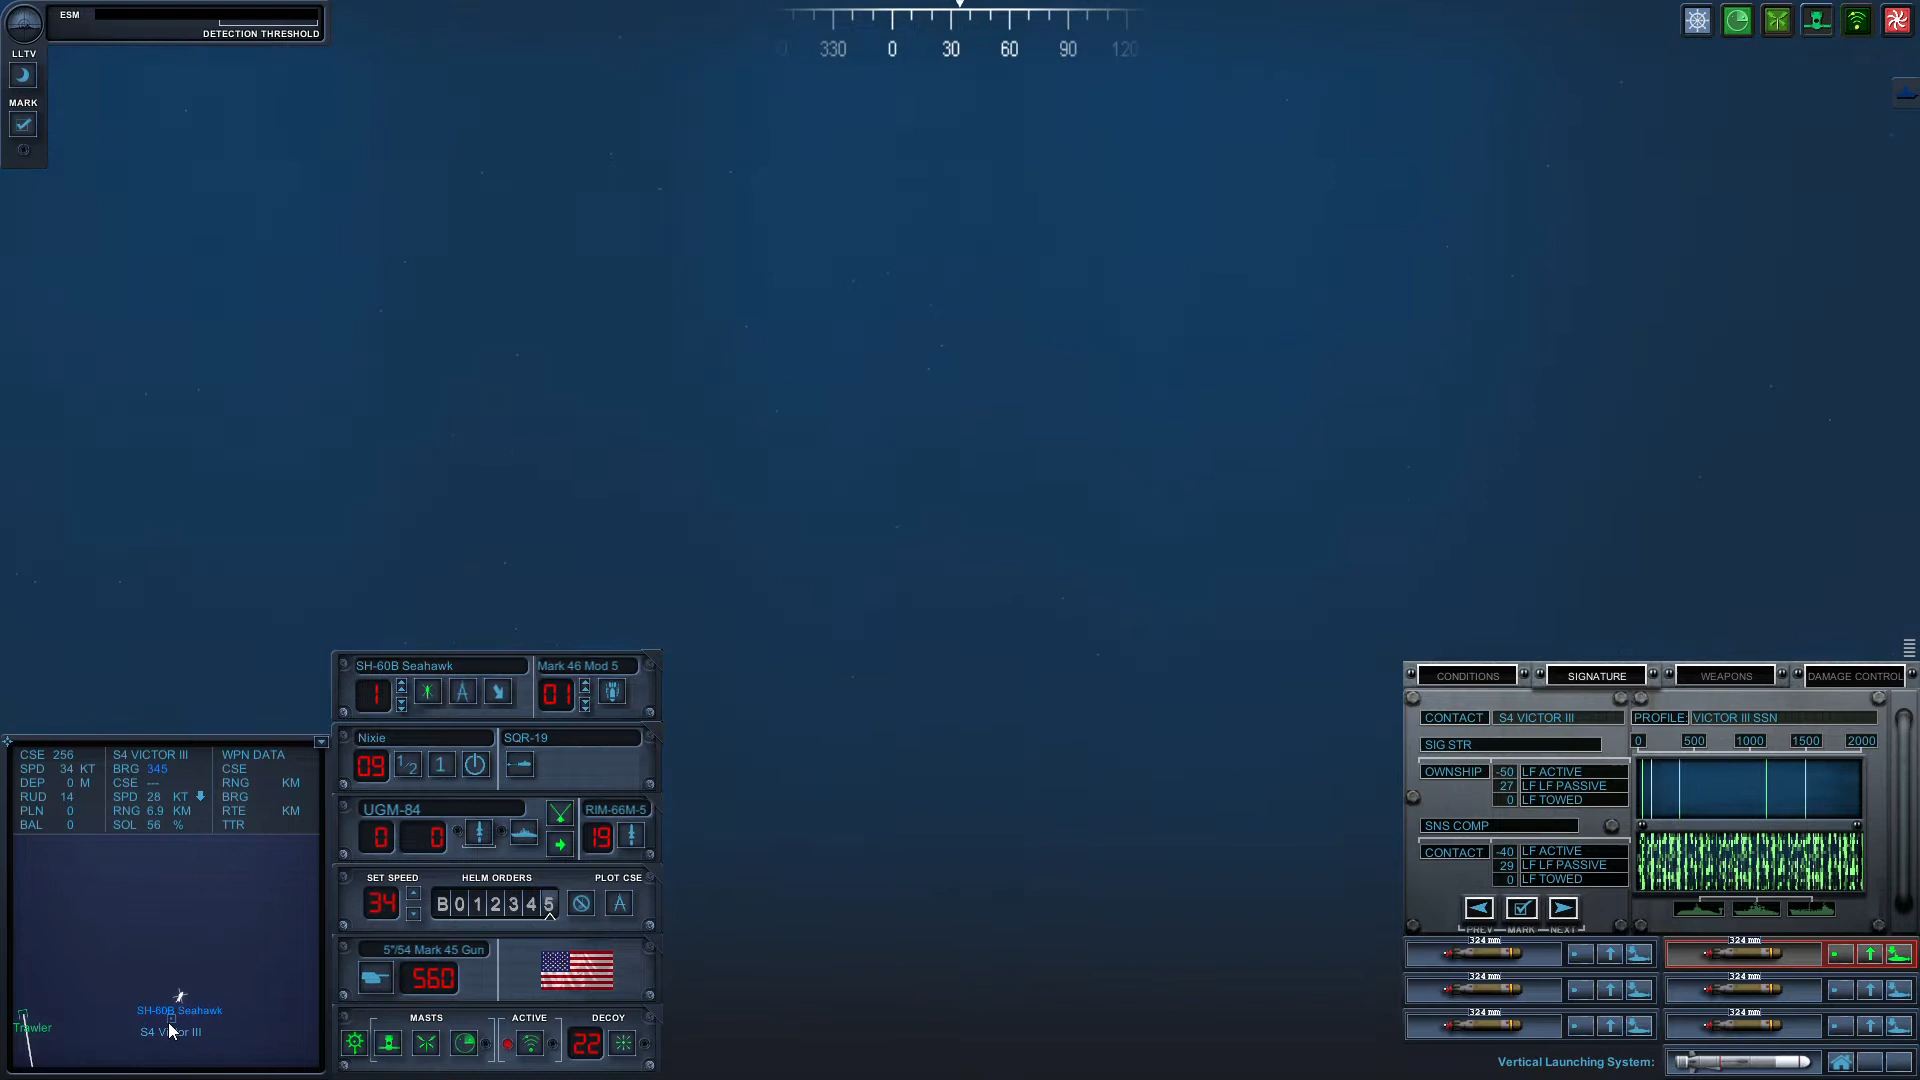 ESM
DETECTION THRESHOLD
LLTV
MARK
330 0 30 60 90 120
SH-60B Seahawk Mark 46 Mod 5
1 01
Nixie SQR-19
09 1/2 1
UGM-84 RIM-66M-5
0 0 19
SET SPEED HELM ORDERS PLOT CSE
34 B 0 1 2 3 4 5
5"/54 Mark 45 Gun
560
MASTS ACTIVE DECOY
22
CSE 256 S4 VICTOR III WPN DATA
SPD 34 KT BRG 345 CSE
DEP 0 M CSE --- RNG KM
RUD 14 SPD 28 KT BRG
PLN 0 RNG 6.9 KM RTE KM
BAL 0 SOL 56 % TTR
SH-60B Seahawk
Trawler
S4 Victor III
CONDITIONS SIGNATURE WEAPONS DAMAGE CONTROL
CONTACT S4 VICTOR III PROFILE: VICTOR III SSN
SIG STR 0 500 1000 1500 2000
OWNSHIP -50 LF ACTIVE
27 LF LF PASSIVE
0 LF TOWED
SNS COMP
CONTACT -40 LF ACTIVE
29 LF LF PASSIVE
0 LF TOWED
PREV MARK NEXT
324 mm 324 mm
324 mm 324 mm
324 mm 324 mm
Vertical Launching System: